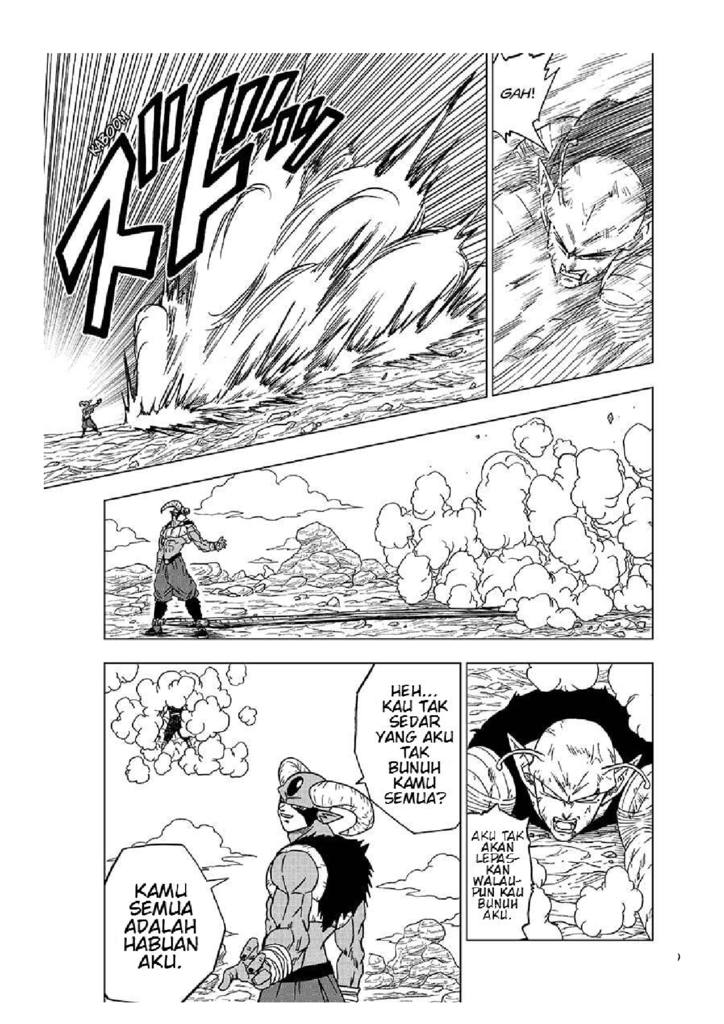 GAH!
KABOOM
ズドドッ
AKU TAK
AKAN
LEPAS-
KAN
WALAU-
PUN KAU
BUNUH
AKU.
HEH...
KAU TAK
SEDAR
YANG AKU
TAK
BUNUH
KAMU
SEMUA?
KAMU
SEMUA
ADALAH
HABUAN
AKU.